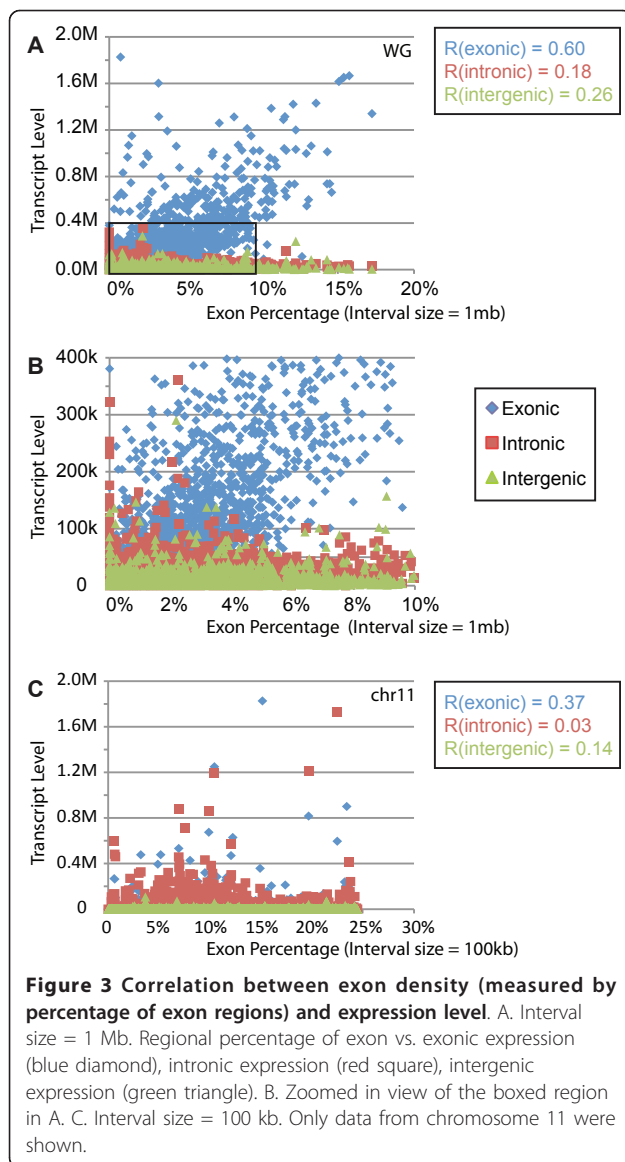 A
2.0M
1.6M
1.2M
0.8M
0.4M
0.0M
Transcript Level
WG
0% 5% 10% 15% 20%
Exon Percentage (Interval size = 1mb)
R(exonic) = 0.60
R(intronic) = 0.18
R(intergenic) = 0.26
B
400k
300k
200k
100k
0
Transcript Level
0% 2% 4% 6% 8% 10%
Exon Percentage (Interval size = 1mb)
Exonic
Intronic
Intergenic
C
2.0M
1.6M
1.2M
0.8M
0.4M
0
Transcript Level
chr11
0 5% 10% 15% 20% 25% 30%
Exon Percentage (Interval size = 100kb)
R(exonic) = 0.37
R(intronic) = 0.03
R(intergenic) = 0.14
Figure 3 Correlation between exon density (measured by
percentage of exon regions) and expression level. A. Interval
size = 1 Mb. Regional percentage of exon vs. exonic expression
(blue diamond), intronic expression (red square), intergenic
expression (green triangle). B. Zoomed in view of the boxed region
in A. C. Interval size = 100 kb. Only data from chromosome 11 were
shown.